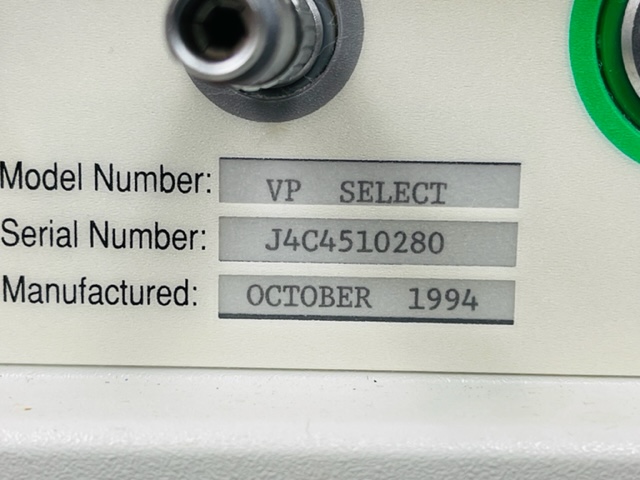 Model Number: VP SELECT
Serial Number: J4C4510280
Manufactured: OCTOBER 1994